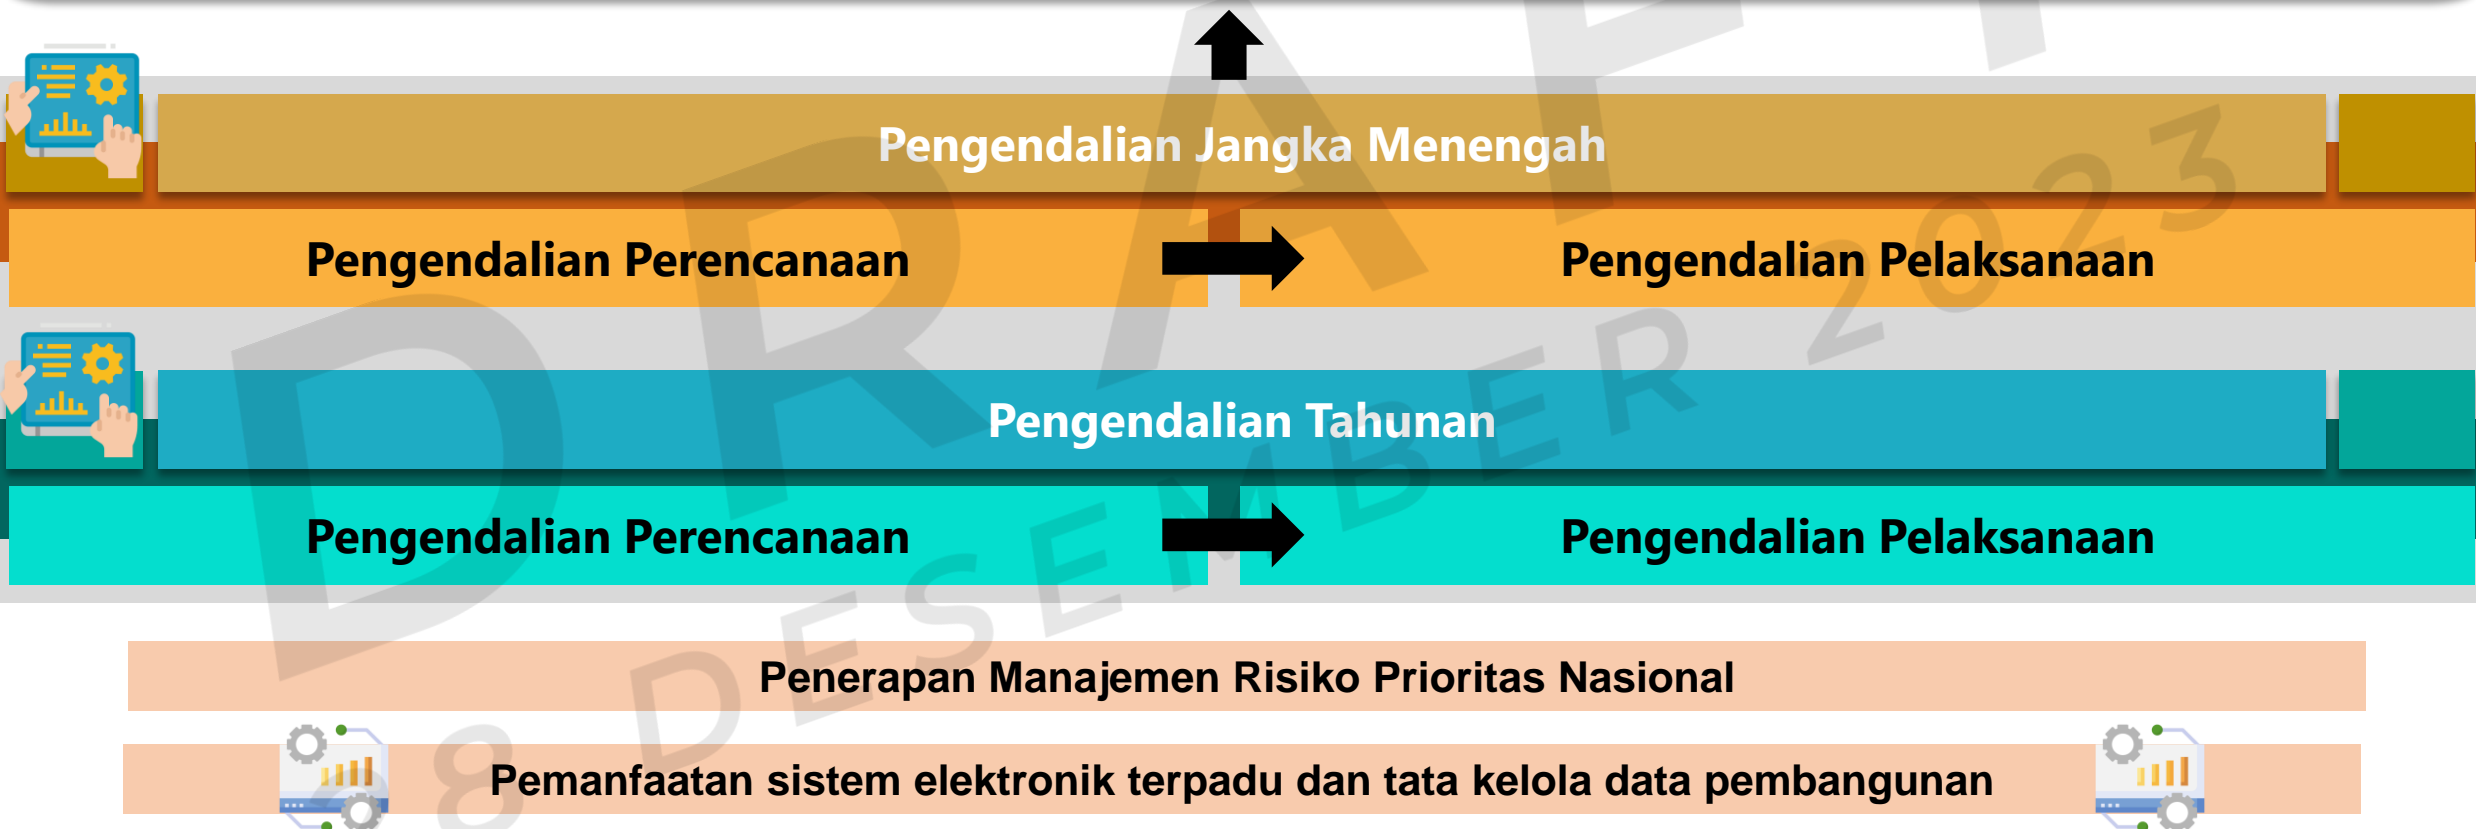 Pengendalian Jangka Menengah
Pengendalian Perencanaan
Pengendalian Pelaksanaan
Pengendalian Tahunan
Pengendalian Perencanaan
Pengendalian Pelaksanaan
Penerapan Manajemen Risiko Prioritas Nasional
Pemanfaatan sistem elektronik terpadu dan tata kelola data pembangunan
DRAFT
8 DESEMBER 2023